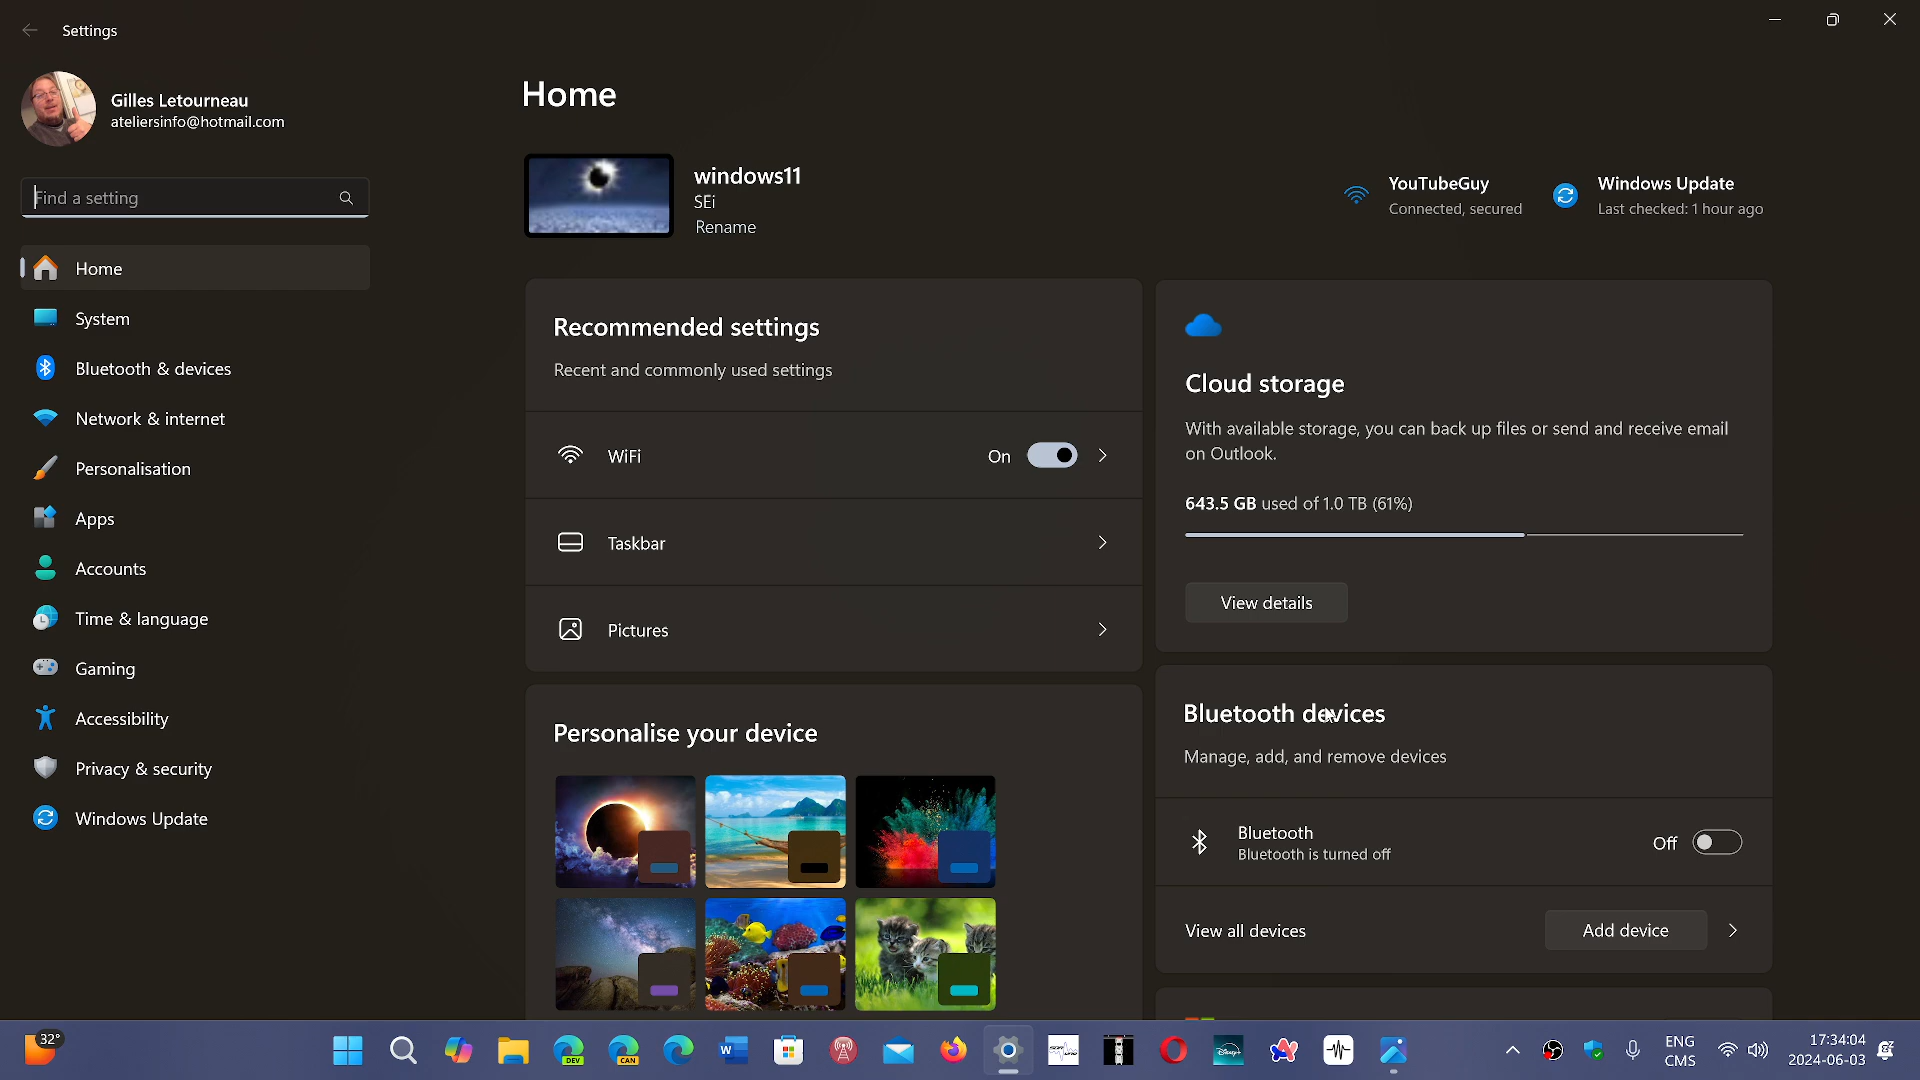 Settings
Gilles Letourneau
ateliersinfo@hotmail.com
Find a setting
Home
System
Bluetooth & devices
Network & internet
Personalisation
Apps
Accounts
Time & language
Gaming
Accessibility
Privacy & security
Windows Update
Home
windows11
SEi
Rename
YouTubeGuy
Connected, secured
Windows Update
Last checked: 1 hour ago
Recommended settings
Recent and commonly used settings
WiFi
On
Taskbar
Pictures
Personalise your device
Cloud storage
With available storage, you can back up files or send and receive email
on Outlook.
643.5 GB used of 1.0 TB (61%)
View details
Bluetooth devices
Manage, add, and remove devices
Bluetooth
Bluetooth is turned off
Off
View all devices
Add device
32°
DEV
CAN
W
Disney+
ENG
CMS
17:34:04
2024-06-03